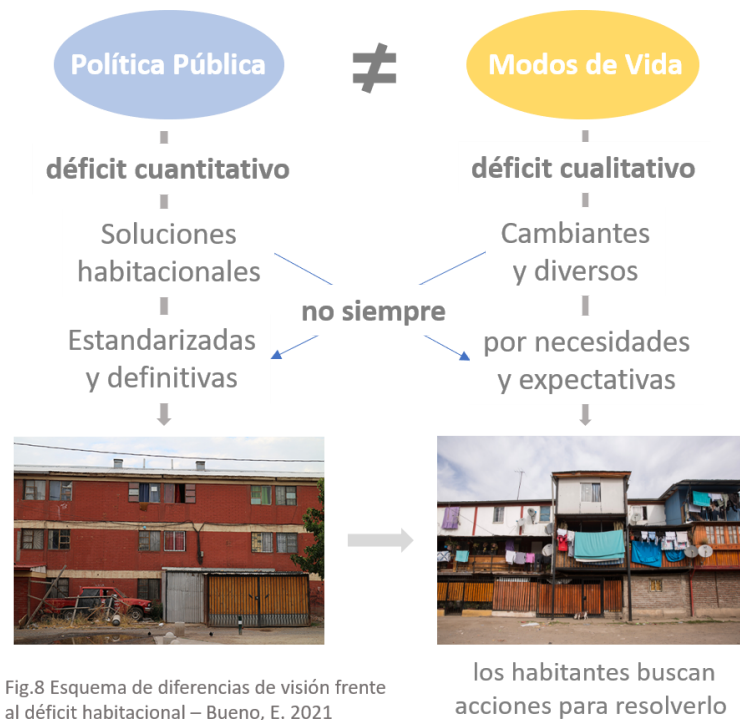 Política Pública
≠
Modos de Vida
déficit cuantitativo
déficit cualitativo
Soluciones
habitacionales
Cambiantes
y diversos
no siempre
Estandarizadas
y definitivas
por necesidades
y expectativas
Fig.8 Esquema de diferencias de visión frente
al déficit habitacional – Bueno, E. 2021
los habitantes buscan
acciones para resolverlo